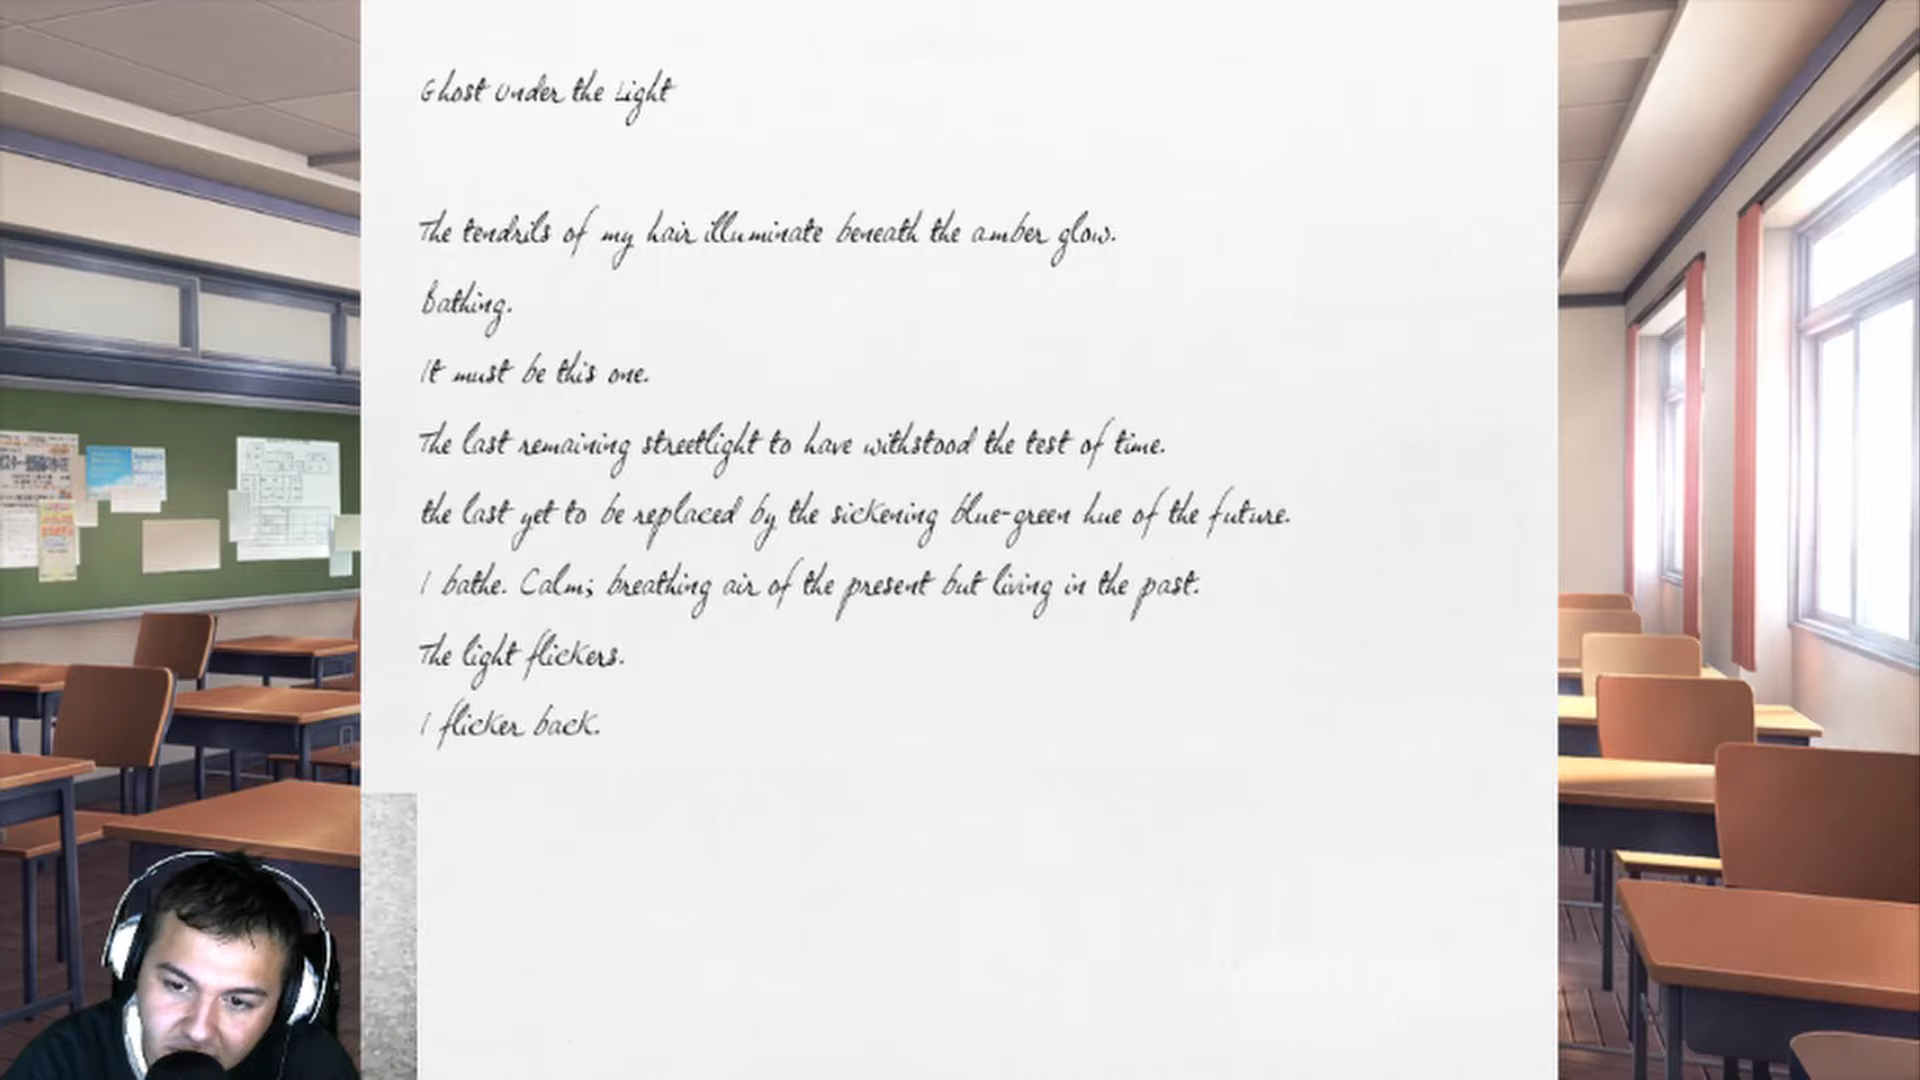 Ghost Under the Light
The tendrils of my hair illuminate beneath the amber glow.
Bathing.
It must be this one.
The last remaining streetlight to have withstood the test of time.
the last yet to be replaced by the sickening blue-green hue of the future.
I bathe. Calm; breathing air of the present but living in the past.
The light flickers.
I flicker back.